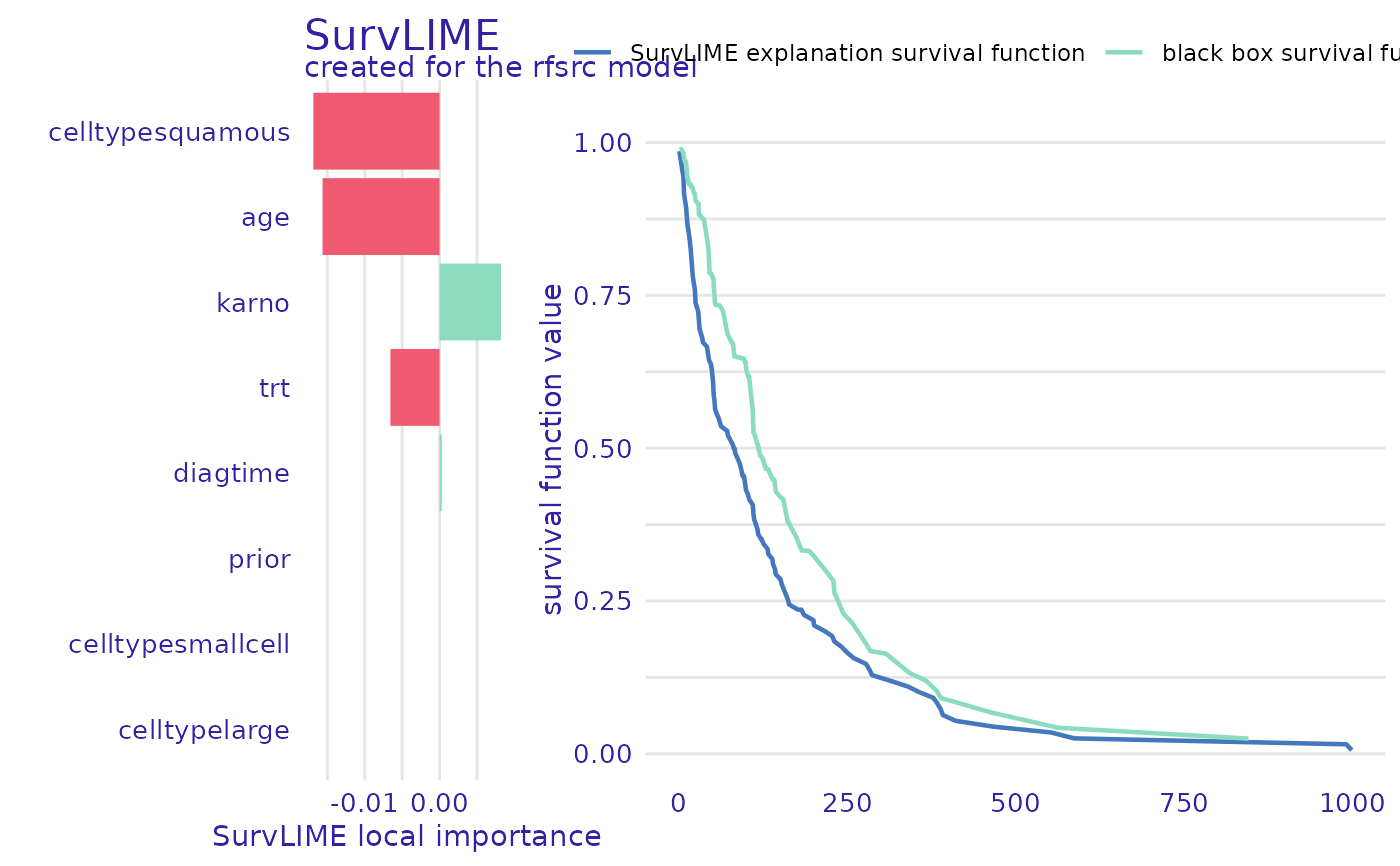 SurvLIME
created for the rfsrc model
SurvLIME explanation survival function
black box survival fu
celltypesquamous
age
karno
trt
diagtime
prior
celltypesmallcell
celltypelarge
-0.01 0.00
SurvLIME local importance
survival function value
1.00
0.75
0.50
0.25
0.00
0 250 500 750 1000